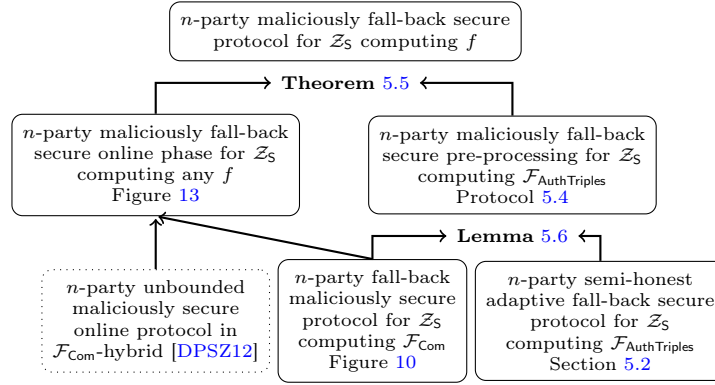 n-party maliciously fall-back secure
protocol for Z_S computing f
Theorem 5.5
n-party maliciously fall-back
secure online phase for Z_S
computing any f
Figure 13
n-party maliciously fall-back
secure pre-processing for Z_S
computing F_AuthTriples
Protocol 5.4
Lemma 5.6
n-party unbounded
maliciously secure
online protocol in
F_Com-hybrid [DPSZ12]
n-party fall-back
maliciously secure
protocol for Z_S
computing F_Com
Figure 10
n-party semi-honest
adaptive fall-back secure
protocol for Z_S
computing F_AuthTriples
Section 5.2